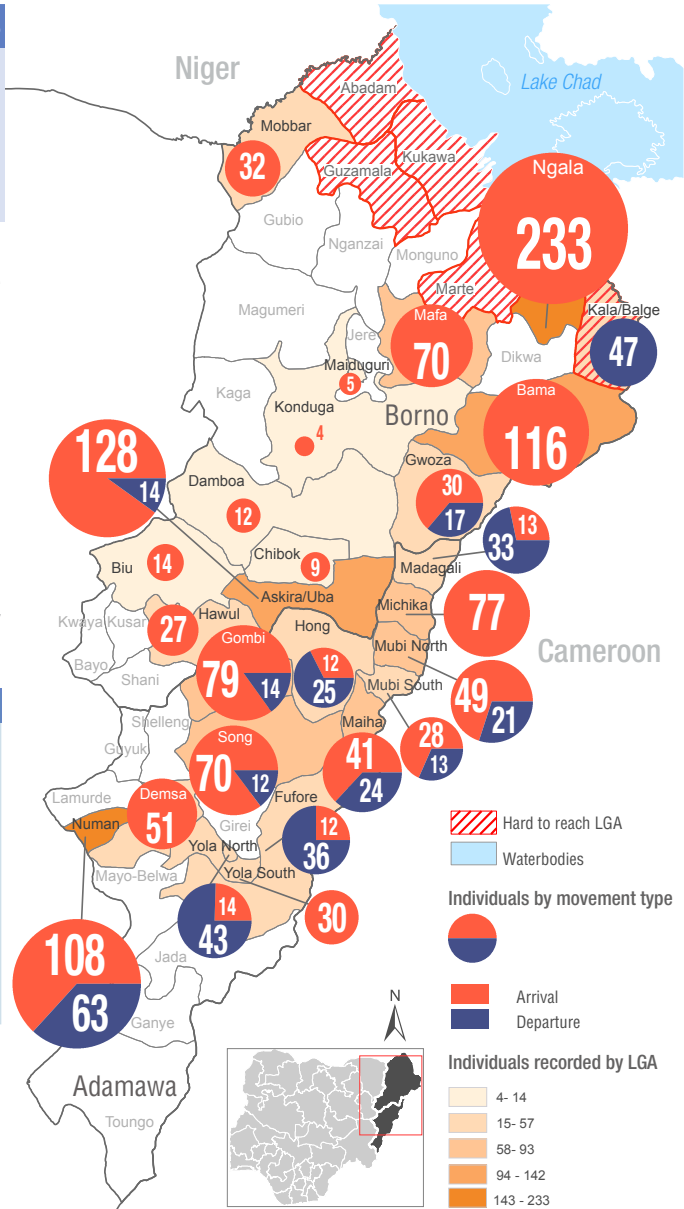 Niger
Lake Chad
Abadam
Mobbar
Kukawa
32
Guzamala
Ngala
233
Gubio
Nganzai
Monguno
Marte
Magumeri
Kala/Balge
47
Mafa
70
Jere
Dikwa
Maiduguri
5
Kaga
Bama
116
Konduga
4
Borno
128
14
Gwoza
30
17
Damboa
12
13
33
Chibok
9
Madagali
Biu
14
Askira/Uba
Michika
77
Kwaya Kusar
27
Hawul
Hong
Gombi
79
14
12
25
Mubi North
Cameroon
Bayo
Shani
Mubi South
49
21
Shelleng
Maiha
28
13
Guyuk
Song
70
12
41
24
Lamurde
Demsa
51
Fufore
12
36
Numan
Girei
Yola North
Mayo-Belwa
Yola South
14
43
30
108
63
Jada
Ganye
Adamawa
Toungo
N
Hard to reach LGA
Waterbodies
Individuals by movement type
Arrival
Departure
Individuals recorded by LGA
4- 14
15- 57
58- 93
94 - 142
143 - 233